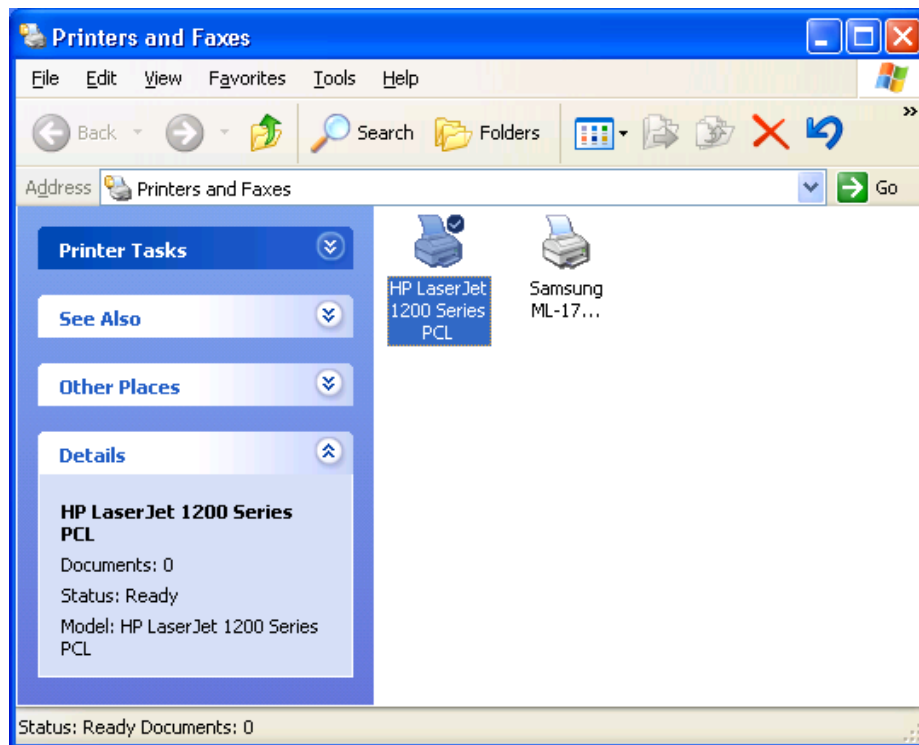 Printers and Faxes
File Edit View Favorites Tools Help
Back Search Folders »
Address Printers and Faxes Go
Printer Tasks
See Also
Other Places
Details
HP LaserJet 1200 Series
PCL
Documents: 0
Status: Ready
Model: HP LaserJet 1200 Series
PCL
HP LaserJet
1200 Series
PCL
Samsung
ML-17...
Status: Ready Documents: 0